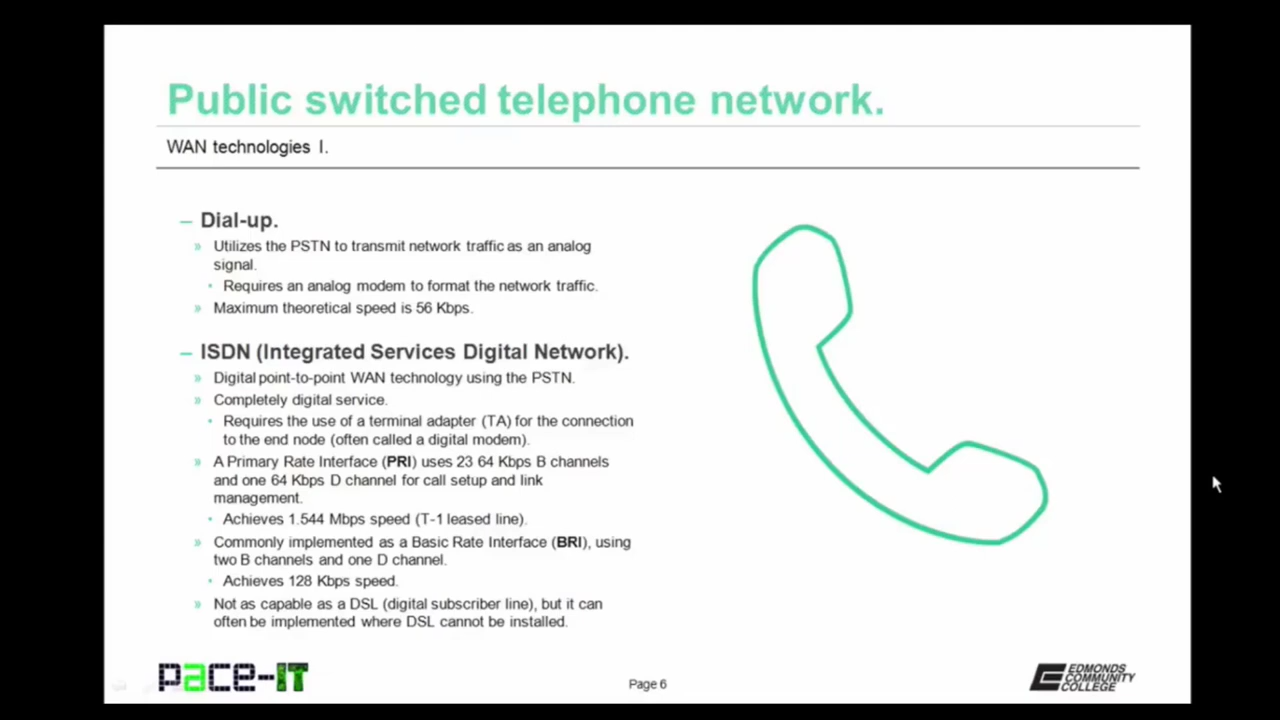 Public switched telephone network.
WAN technologies I.
– Dial-up.
» Utilizes the PSTN to transmit network traffic as an analog
signal.
• Requires an analog modem to format the network traffic.
» Maximum theoretical speed is 56 Kbps.
– ISDN (Integrated Services Digital Network).
» Digital point-to-point WAN technology using the PSTN.
» Completely digital service.
• Requires the use of a terminal adapter (TA) for the connection
to the end node (often called a digital modem).
» A Primary Rate Interface (PRI) uses 23 64 Kbps B channels
and one 64 Kbps D channel for call setup and link
management.
• Achieves 1.544 Mbps speed (T-1 leased line).
» Commonly implemented as a Basic Rate Interface (BRI), using
two B channels and one D channel.
• Achieves 128 Kbps speed.
» Not as capable as a DSL (digital subscriber line), but it can
often be implemented where DSL cannot be installed.
pace-IT
Page 6
EDMONDS
COMMUNITY
COLLEGE